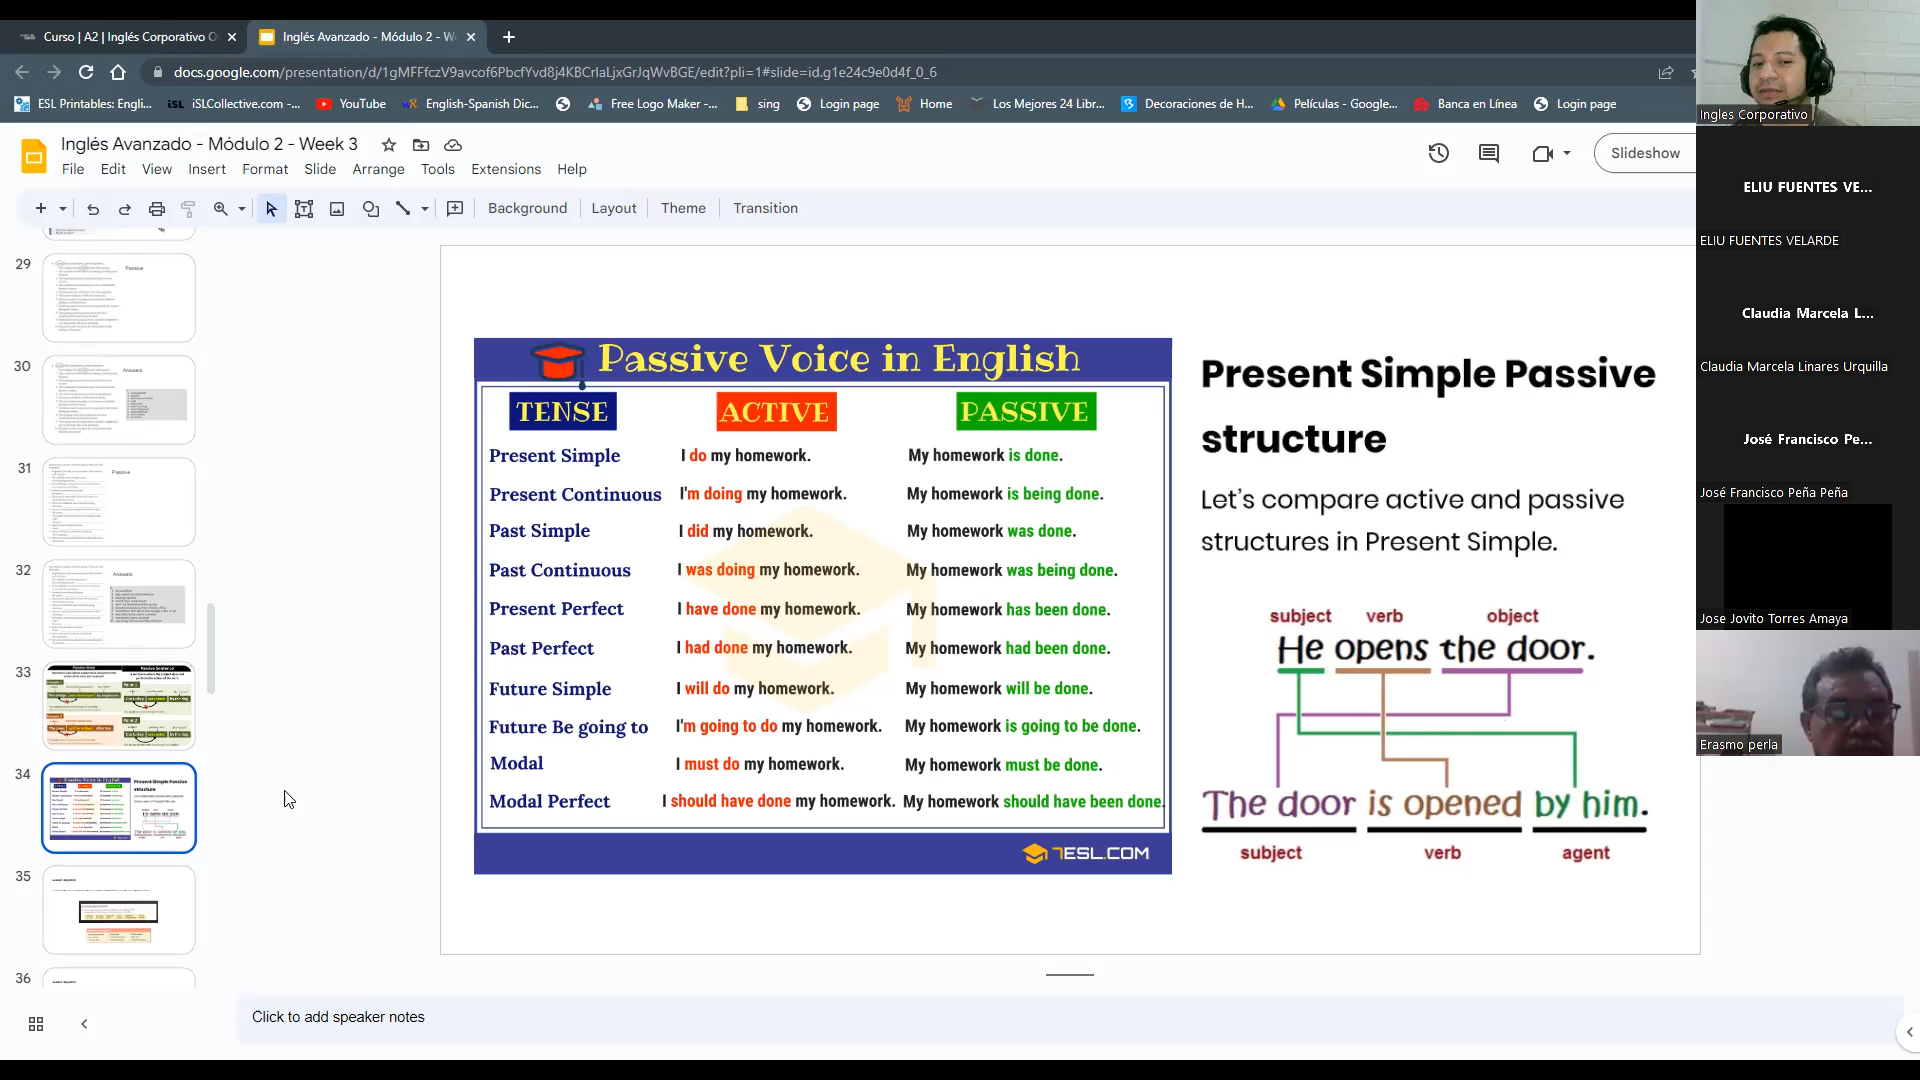 Curso | A2 | Inglés Corporativo O
Inglés Avanzado - Módulo 2 - W
docs.google.com/presentation/d/1gMFFfczV9avcof6PbcfYvd8j4KBCrIaLjxGrJqWvBGE/edit?pli=1#slide=id.g1e24c9e0d4f_0_6
ESL Printables: Engli...
iSLCollective.com -...
YouTube
English-Spanish Dic...
Free Logo Maker -...
sing
Login page
Home
Los Mejores 24 Libr...
Decoraciones de H...
Películas - Google...
Banca en Línea
Login page
Inglés Avanzado - Módulo 2 - Week 3
File Edit View Insert Format Slide Arrange Tools Extensions Help
Slideshow
Background Layout Theme Transition
29
Passive
30
Answers
31
Passive
32
Answers
33
34
35
36
Passive Voice in English
TENSE ACTIVE PASSIVE
Present Simple I do my homework. My homework is done.
Present Continuous I'm doing my homework. My homework is being done.
Past Simple I did my homework. My homework was done.
Past Continuous I was doing my homework. My homework was being done.
Present Perfect I have done my homework. My homework has been done.
Past Perfect I had done my homework. My homework had been done.
Future Simple I will do my homework. My homework will be done.
Future Be going to I'm going to do my homework. My homework is going to be done.
Modal I must do my homework. My homework must be done.
Modal Perfect I should have done my homework. My homework should have been done.
7ESL.COM
Present Simple Passive
structure
Let's compare active and passive
structures in Present Simple.
subject verb object
He opens the door.
The door is opened by him.
subject verb agent
Click to add speaker notes
Ingles Corporativo
ELIU FUENTES VE...
ELIU FUENTES VELARDE
Claudia Marcela L...
Claudia Marcela Linares Urquilla
José Francisco Pe...
José Francisco Peña Peña
Jose Jovito Torres Amaya
Erasmo perla